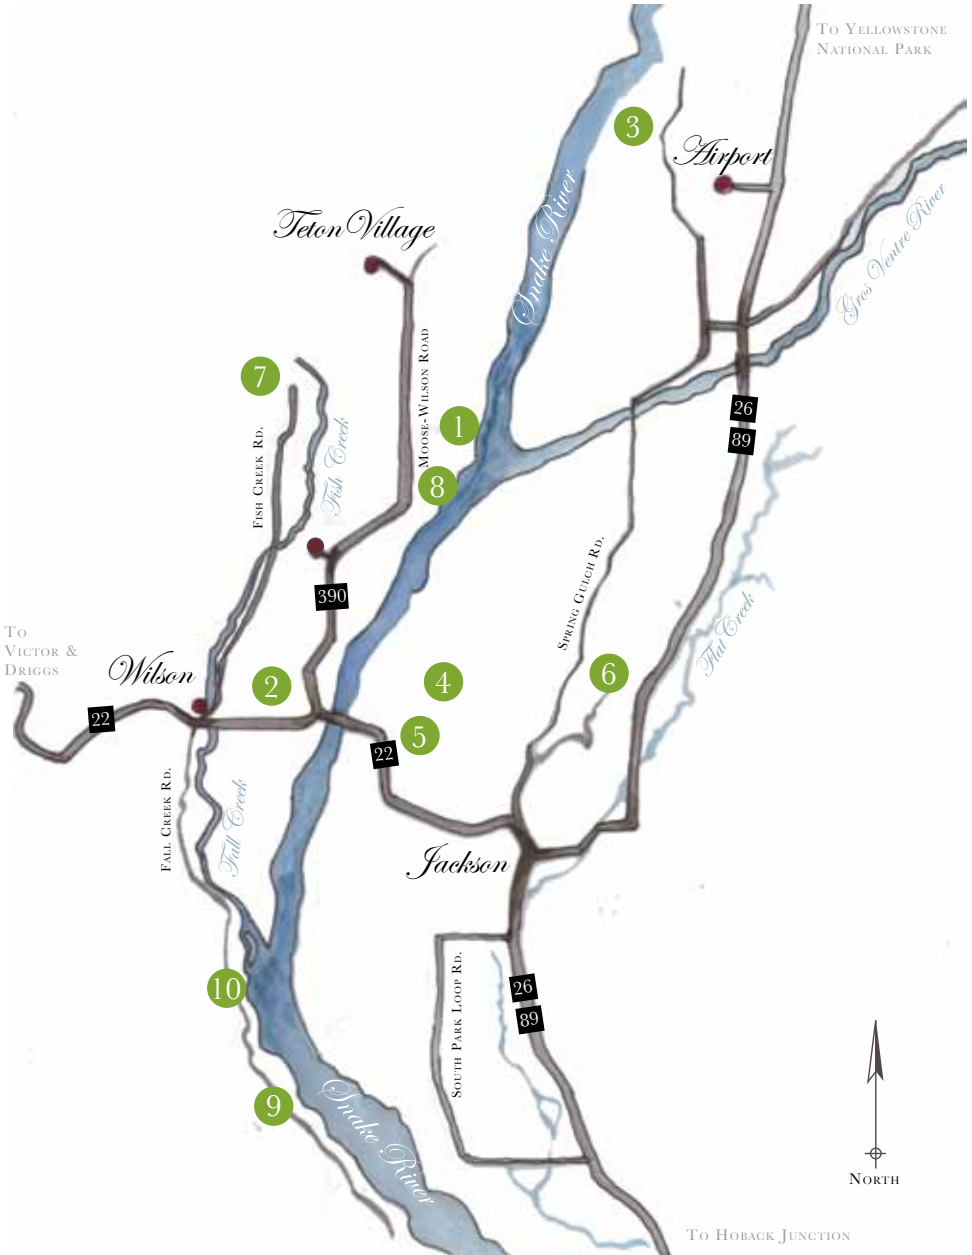 To Yellowstone
National Park
3
Airport
Snake River
Gros Ventre River
Teton Village
Moose-Wilson Road
7
1
26
89
Fish Creek Rd.
Fish Creek
8
Spring Gulch Rd.
390
Flat Creek
To
Victor &
Driggs
Wilson
2
4
6
22
5
22
Fall Creek Rd.
Fall Creek
Jackson
South Park Loop Rd.
10
26
89
9
Snake River
North
To Hoback Junction